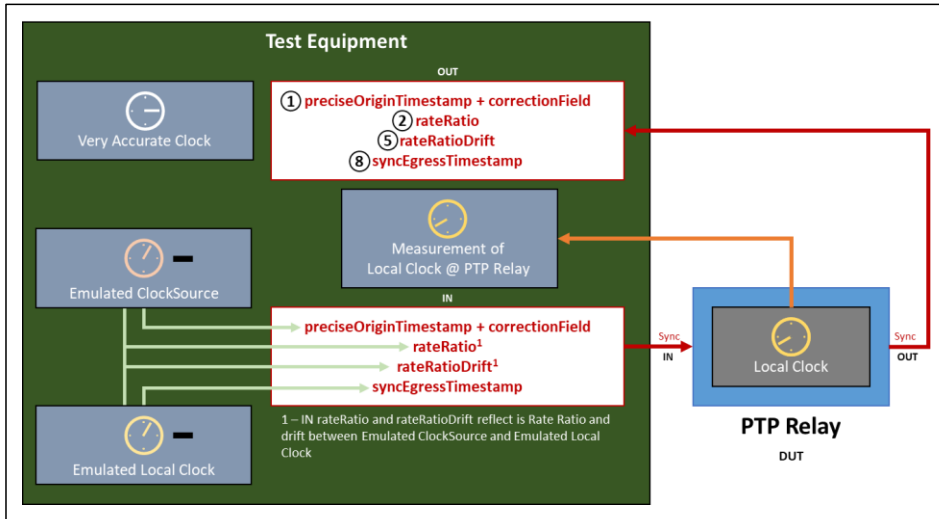 Test Equipment
OUT
Very Accurate Clock
1 preciseOriginTimestamp + correctionField
2 rateRatio
5 rateRatioDrift
8 syncEgressTimestamp
Measurement of
Local Clock @ PTP Relay
Emulated ClockSource
IN
preciseOriginTimestamp + correctionField
rateRatio¹
rateRatioDrift¹
syncEgressTimestamp
1 – IN rateRatio and rateRatioDrift reflect is Rate Ratio and
drift between Emulated ClockSource and Emulated Local
Clock
Emulated Local Clock
Sync
IN
Local Clock
Sync
OUT
PTP Relay
DUT